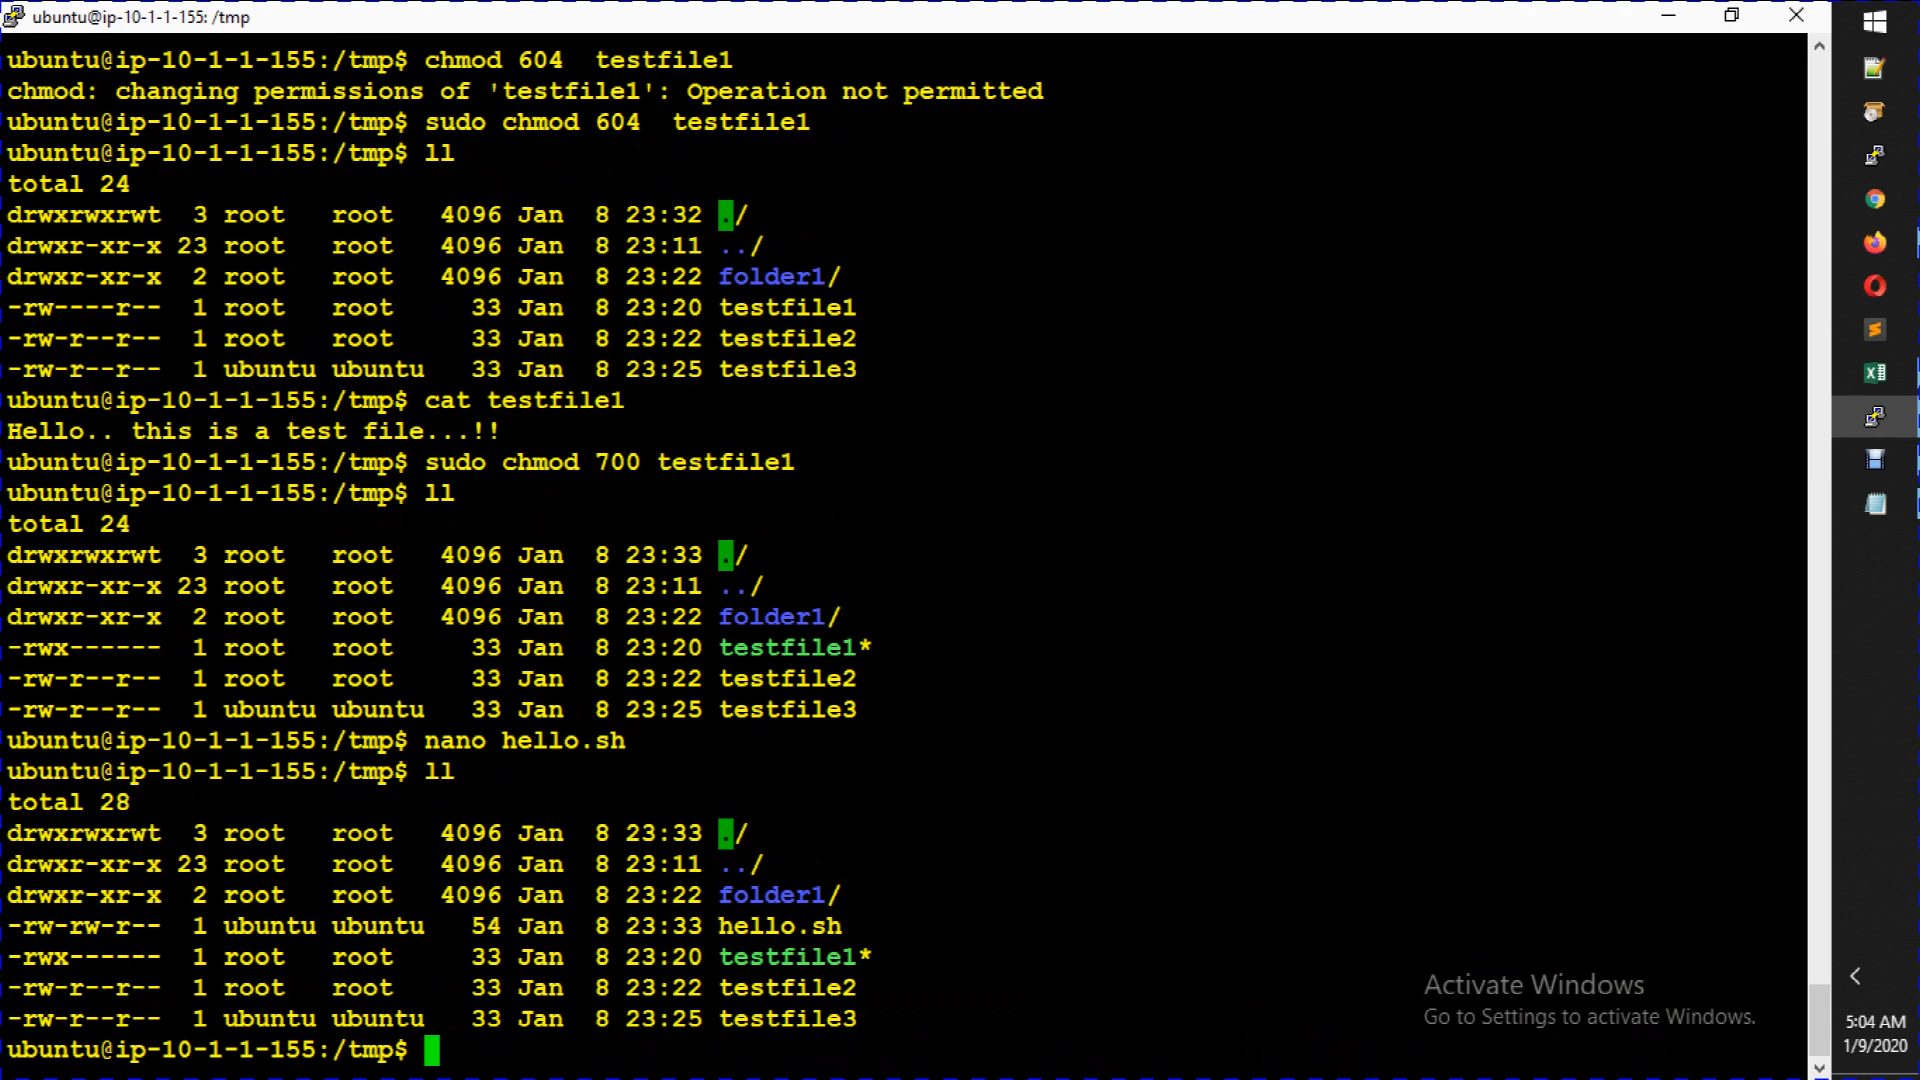 ubuntu@ip-10-1-1-155: /tmp
ubuntu@ip-10-1-1-155:/tmp$ chmod 604  testfile1
chmod: changing permissions of 'testfile1': Operation not permitted
ubuntu@ip-10-1-1-155:/tmp$ sudo chmod 604  testfile1
ubuntu@ip-10-1-1-155:/tmp$ ll
total 24
drwxrwxrwt  3 root   root   4096 Jan  8 23:32 ./
drwxr-xr-x 23 root   root   4096 Jan  8 23:11 ../
drwxr-xr-x  2 root   root   4096 Jan  8 23:22 folder1/
-rw----r--  1 root   root     33 Jan  8 23:20 testfile1
-rw-r--r--  1 root   root     33 Jan  8 23:22 testfile2
-rw-r--r--  1 ubuntu ubuntu   33 Jan  8 23:25 testfile3
ubuntu@ip-10-1-1-155:/tmp$ cat testfile1
Hello.. this is a test file...!!
ubuntu@ip-10-1-1-155:/tmp$ sudo chmod 700 testfile1
ubuntu@ip-10-1-1-155:/tmp$ ll
total 24
drwxrwxrwt  3 root   root   4096 Jan  8 23:33 ./
drwxr-xr-x 23 root   root   4096 Jan  8 23:11 ../
drwxr-xr-x  2 root   root   4096 Jan  8 23:22 folder1/
-rwx------  1 root   root     33 Jan  8 23:20 testfile1*
-rw-r--r--  1 root   root     33 Jan  8 23:22 testfile2
-rw-r--r--  1 ubuntu ubuntu   33 Jan  8 23:25 testfile3
ubuntu@ip-10-1-1-155:/tmp$ nano hello.sh
ubuntu@ip-10-1-1-155:/tmp$ ll
total 28
drwxrwxrwt  3 root   root   4096 Jan  8 23:33 ./
drwxr-xr-x 23 root   root   4096 Jan  8 23:11 ../
drwxr-xr-x  2 root   root   4096 Jan  8 23:22 folder1/
-rw-rw-r--  1 ubuntu ubuntu   54 Jan  8 23:33 hello.sh
-rwx------  1 root   root     33 Jan  8 23:20 testfile1*
-rw-r--r--  1 root   root     33 Jan  8 23:22 testfile2
-rw-r--r--  1 ubuntu ubuntu   33 Jan  8 23:25 testfile3
ubuntu@ip-10-1-1-155:/tmp$
Activate Windows
Go to Settings to activate Windows.
5:04 AM
1/9/2020